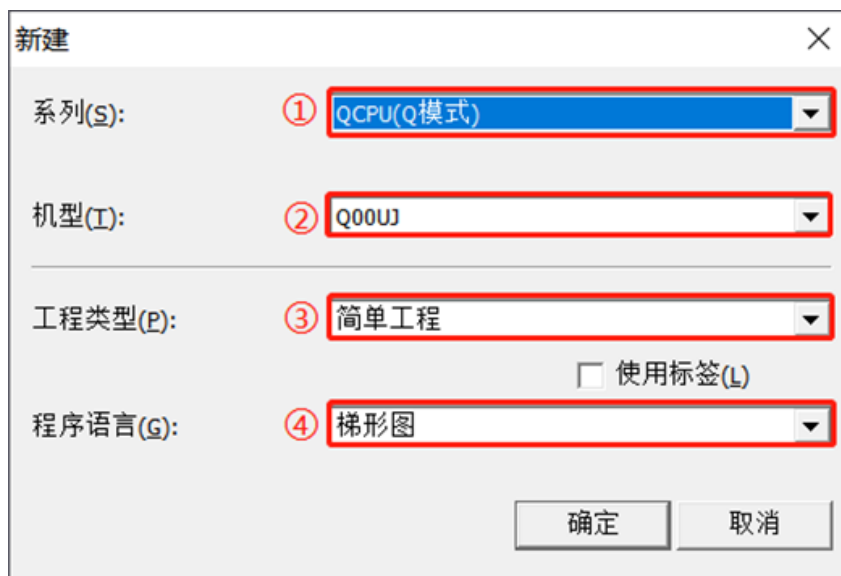 新建
系列(S): ① QCPU(Q模式)
机型(T): ② Q00UJ
工程类型(P): ③ 简单工程
使用标签(L)
程序语言(G): ④ 梯形图
确定 取消